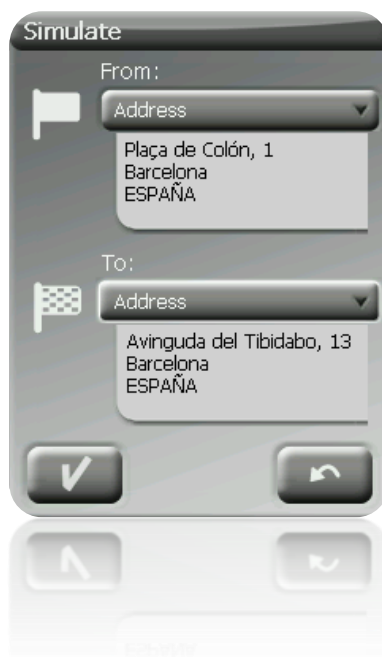 Simulate
From:
Address
Plaça de Colón, 1
Barcelona
ESPAÑA
To:
Address
Avinguda del Tibidabo, 13
Barcelona
ESPAÑA